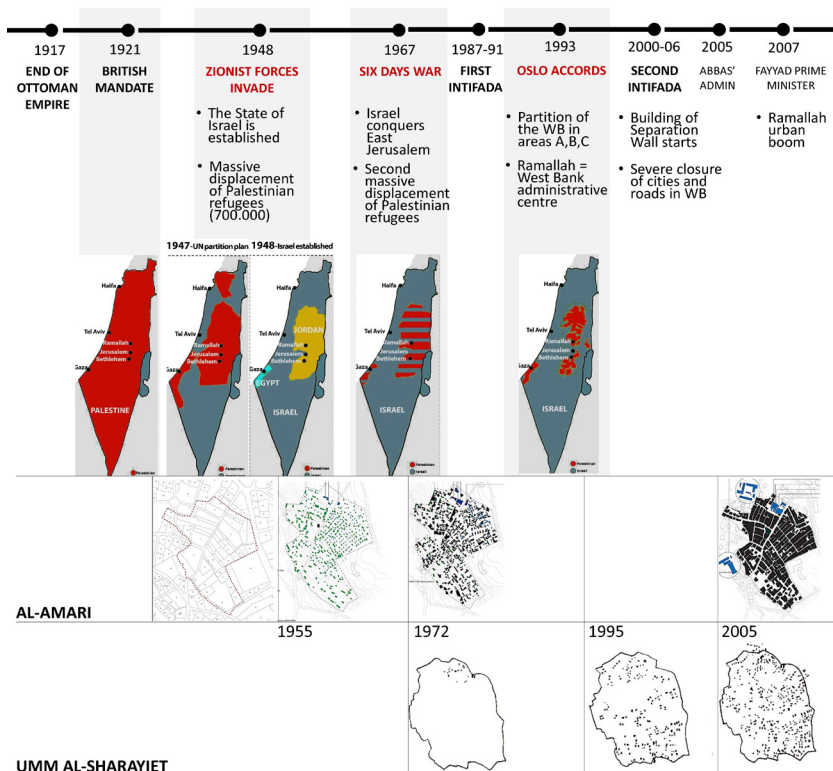 1917
1921
1948
1967
1987-91
1993
2000-06
2005
2007
END OF
OTTOMAN
EMPIRE
BRITISH
MANDATE
ZIONIST FORCES
INVADE
SIX DAYS WAR
FIRST
INTIFADA
OSLO ACCORDS
SECOND
INTIFADA
ABBAS'
ADMIN
FAYYAD PRIME
MINISTER
• The State of
Israel is
established
• Massive
displacement
of Palestinian
refugees
(700.000)
• Israel
conquers
East
Jerusalem
• Second
massive
displacement
of Palestinian
refugees
• Partition of
the WB in
areas A,B,C
• Ramallah =
West Bank
administrative
centre
• Building of
Separation
Wall starts
• Severe closure
of cities and
roads in WB
• Ramallah
urban
boom
1947-UN partition plan
1948-Israel established
Haifa
Tel Aviv
Ramallah
Jerusalem
Bethlehem
Gaza
PALESTINE
Palestinian
Haifa
Tel Aviv
Ramallah
Jerusalem
Bethlehem
Gaza
Palestinian
Haifa
Tel Aviv
JORDAN
Ramallah
Jerusalem
Bethlehem
Gaza
EGYPT
ISRAEL
Palestinian
Haifa
Tel Aviv
Ramallah
Jerusalem
Bethlehem
Gaza
ISRAEL
Palestinian
Haifa
Tel Aviv
Ramallah
Jerusalem
Bethlehem
Gaza
ISRAEL
Palestinian
AL-AMARI
1955
1972
1995
2005
UMM AL-SHARAYIET